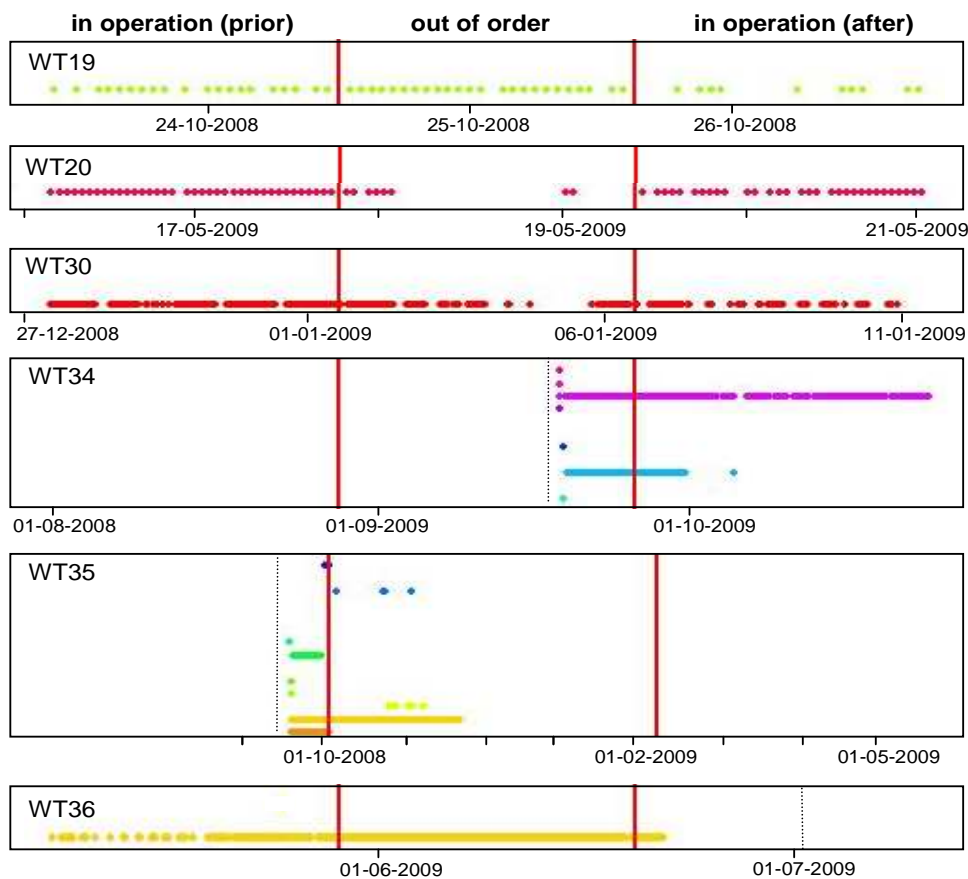 in operation (prior) out of order in operation (after)
WT19
24-10-2008 25-10-2008 26-10-2008
WT20
17-05-2009 19-05-2009 21-05-2009
WT30
27-12-2008 01-01-2009 06-01-2009 11-01-2009
WT34
01-08-2008 01-09-2009 01-10-2009
WT35
01-10-2008 01-02-2009 01-05-2009
WT36
01-06-2009 01-07-2009